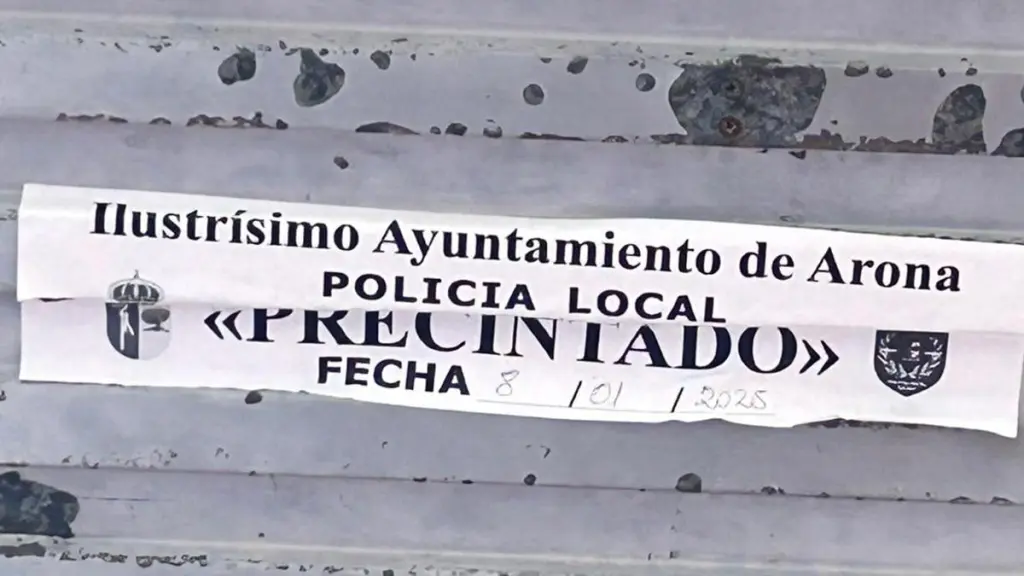 Ilustrísimo Ayuntamiento de Arona
POLICIA LOCAL
«PRECINTADO»
FECHA 8 / 01 / 2025